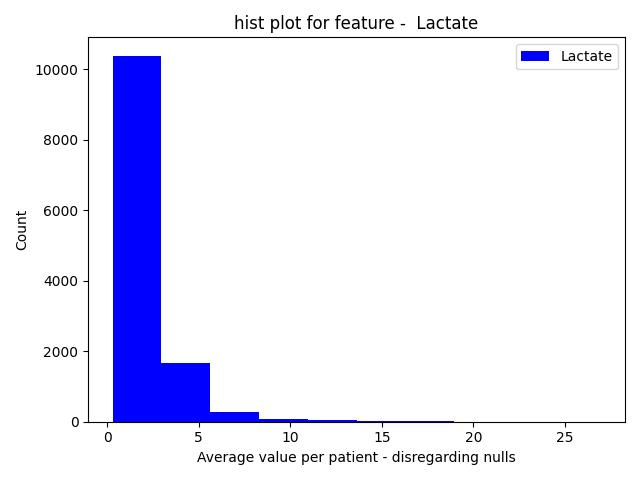 hist plot for feature -  Lactate
Lactate
10000
8000
6000
4000
2000
0
Count
0 5 10 15 20 25
Average value per patient - disregarding nulls